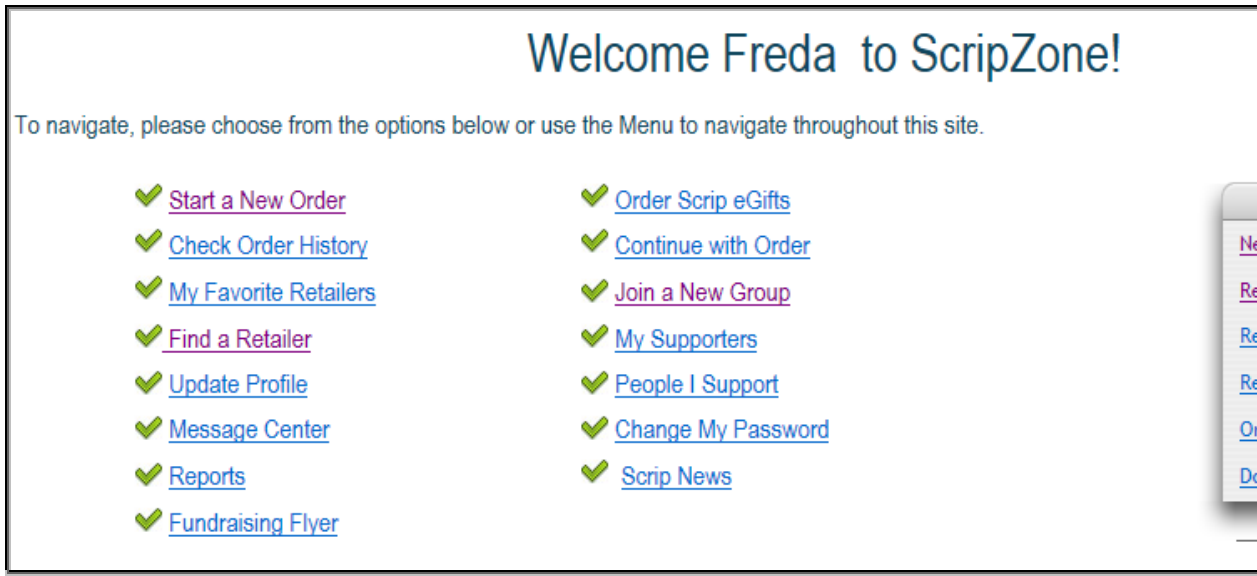 Welcome Freda  to ScripZone!
To navigate, please choose from the options below or use the Menu to navigate throughout this site.
Start a New Order
Check Order History
My Favorite Retailers
Find a Retailer
Update Profile
Message Center
Reports
Fundraising Flyer
Order Scrip eGifts
Continue with Order
Join a New Group
My Supporters
People I Support
Change My Password
Scrip News